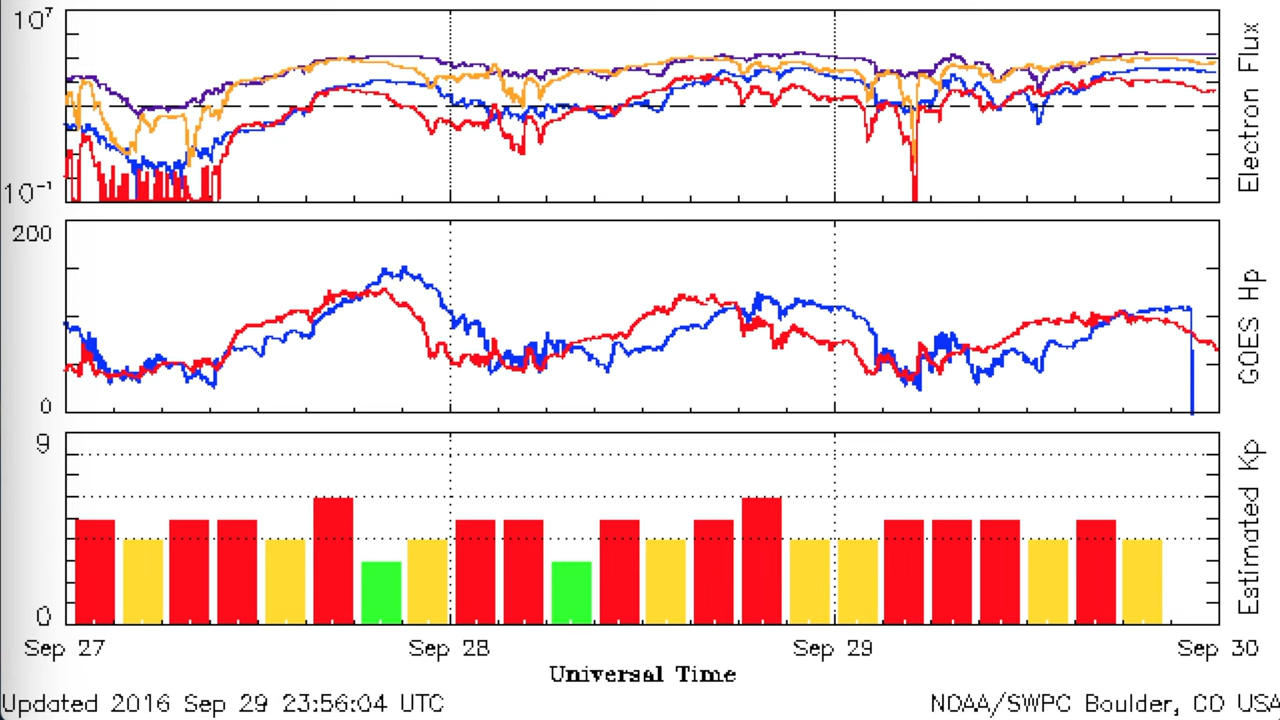 10⁷
Electron Flux
10⁻¹
200
GOES Hp
0
9
Estimated Kp
0
Sep 27 Sep 28 Sep 29 Sep 30
Universal Time
Updated 2016 Sep 29 23:56:04 UTC NOAA/SWPC Boulder, CO USA